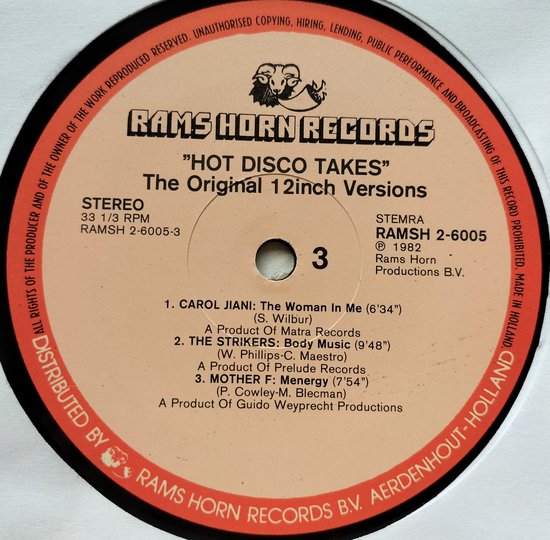 ALL RIGHTS OF THE PRODUCER AND OF THE OWNER OF THE WORK REPRODUCED RESERVED. UNAUTHORISED COPYING, HIRING, LENDING, PUBLIC PERFORMANCE AND BROADCASTING OF THIS RECORD PROHIBITED. MADE IN HOLLAND.
RAMS HORN RECORDS
"HOT DISCO TAKES"
The Original 12inch Versions
STEREO
33 1/3 RPM
RAMSH 2-6005-3
STEMRA
RAMSH 2-6005
℗ 1982
Rams Horn
Productions B.V.
3
1. CAROL JIANI: The Woman In Me (6'34")
(S. Wilbur)
A Product Of Matra Records
2. THE STRIKERS: Body Music (9'48")
(W. Phillips-C. Maestro)
A Product Of Prelude Records
3. MOTHER F: Menergy (7'54")
(P. Cowley-M. Blecman)
A Product Of Guido Weyprecht Productions
DISTRIBUTED BY RAMS HORN RECORDS B.V. AERDENHOUT-HOLLAND